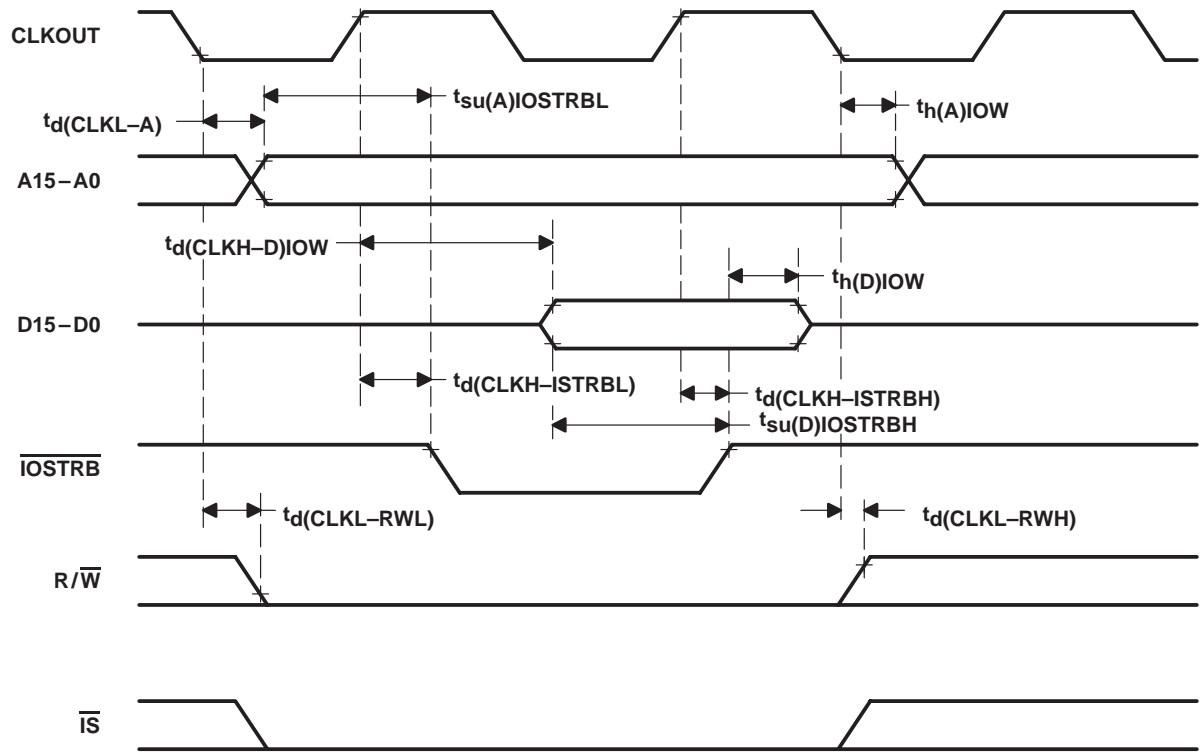 CLKOUT
tsu(A)IOSTRBL
th(A)IOW
td(CLKL–A)
A15–A0
td(CLKH–D)IOW
th(D)IOW
D15–D0
td(CLKH–ISTRBL)
td(CLKH–ISTRBH)
tsu(D)IOSTRBH
IOSTRB
td(CLKL–RWL)
td(CLKL–RWH)
R/W
IS